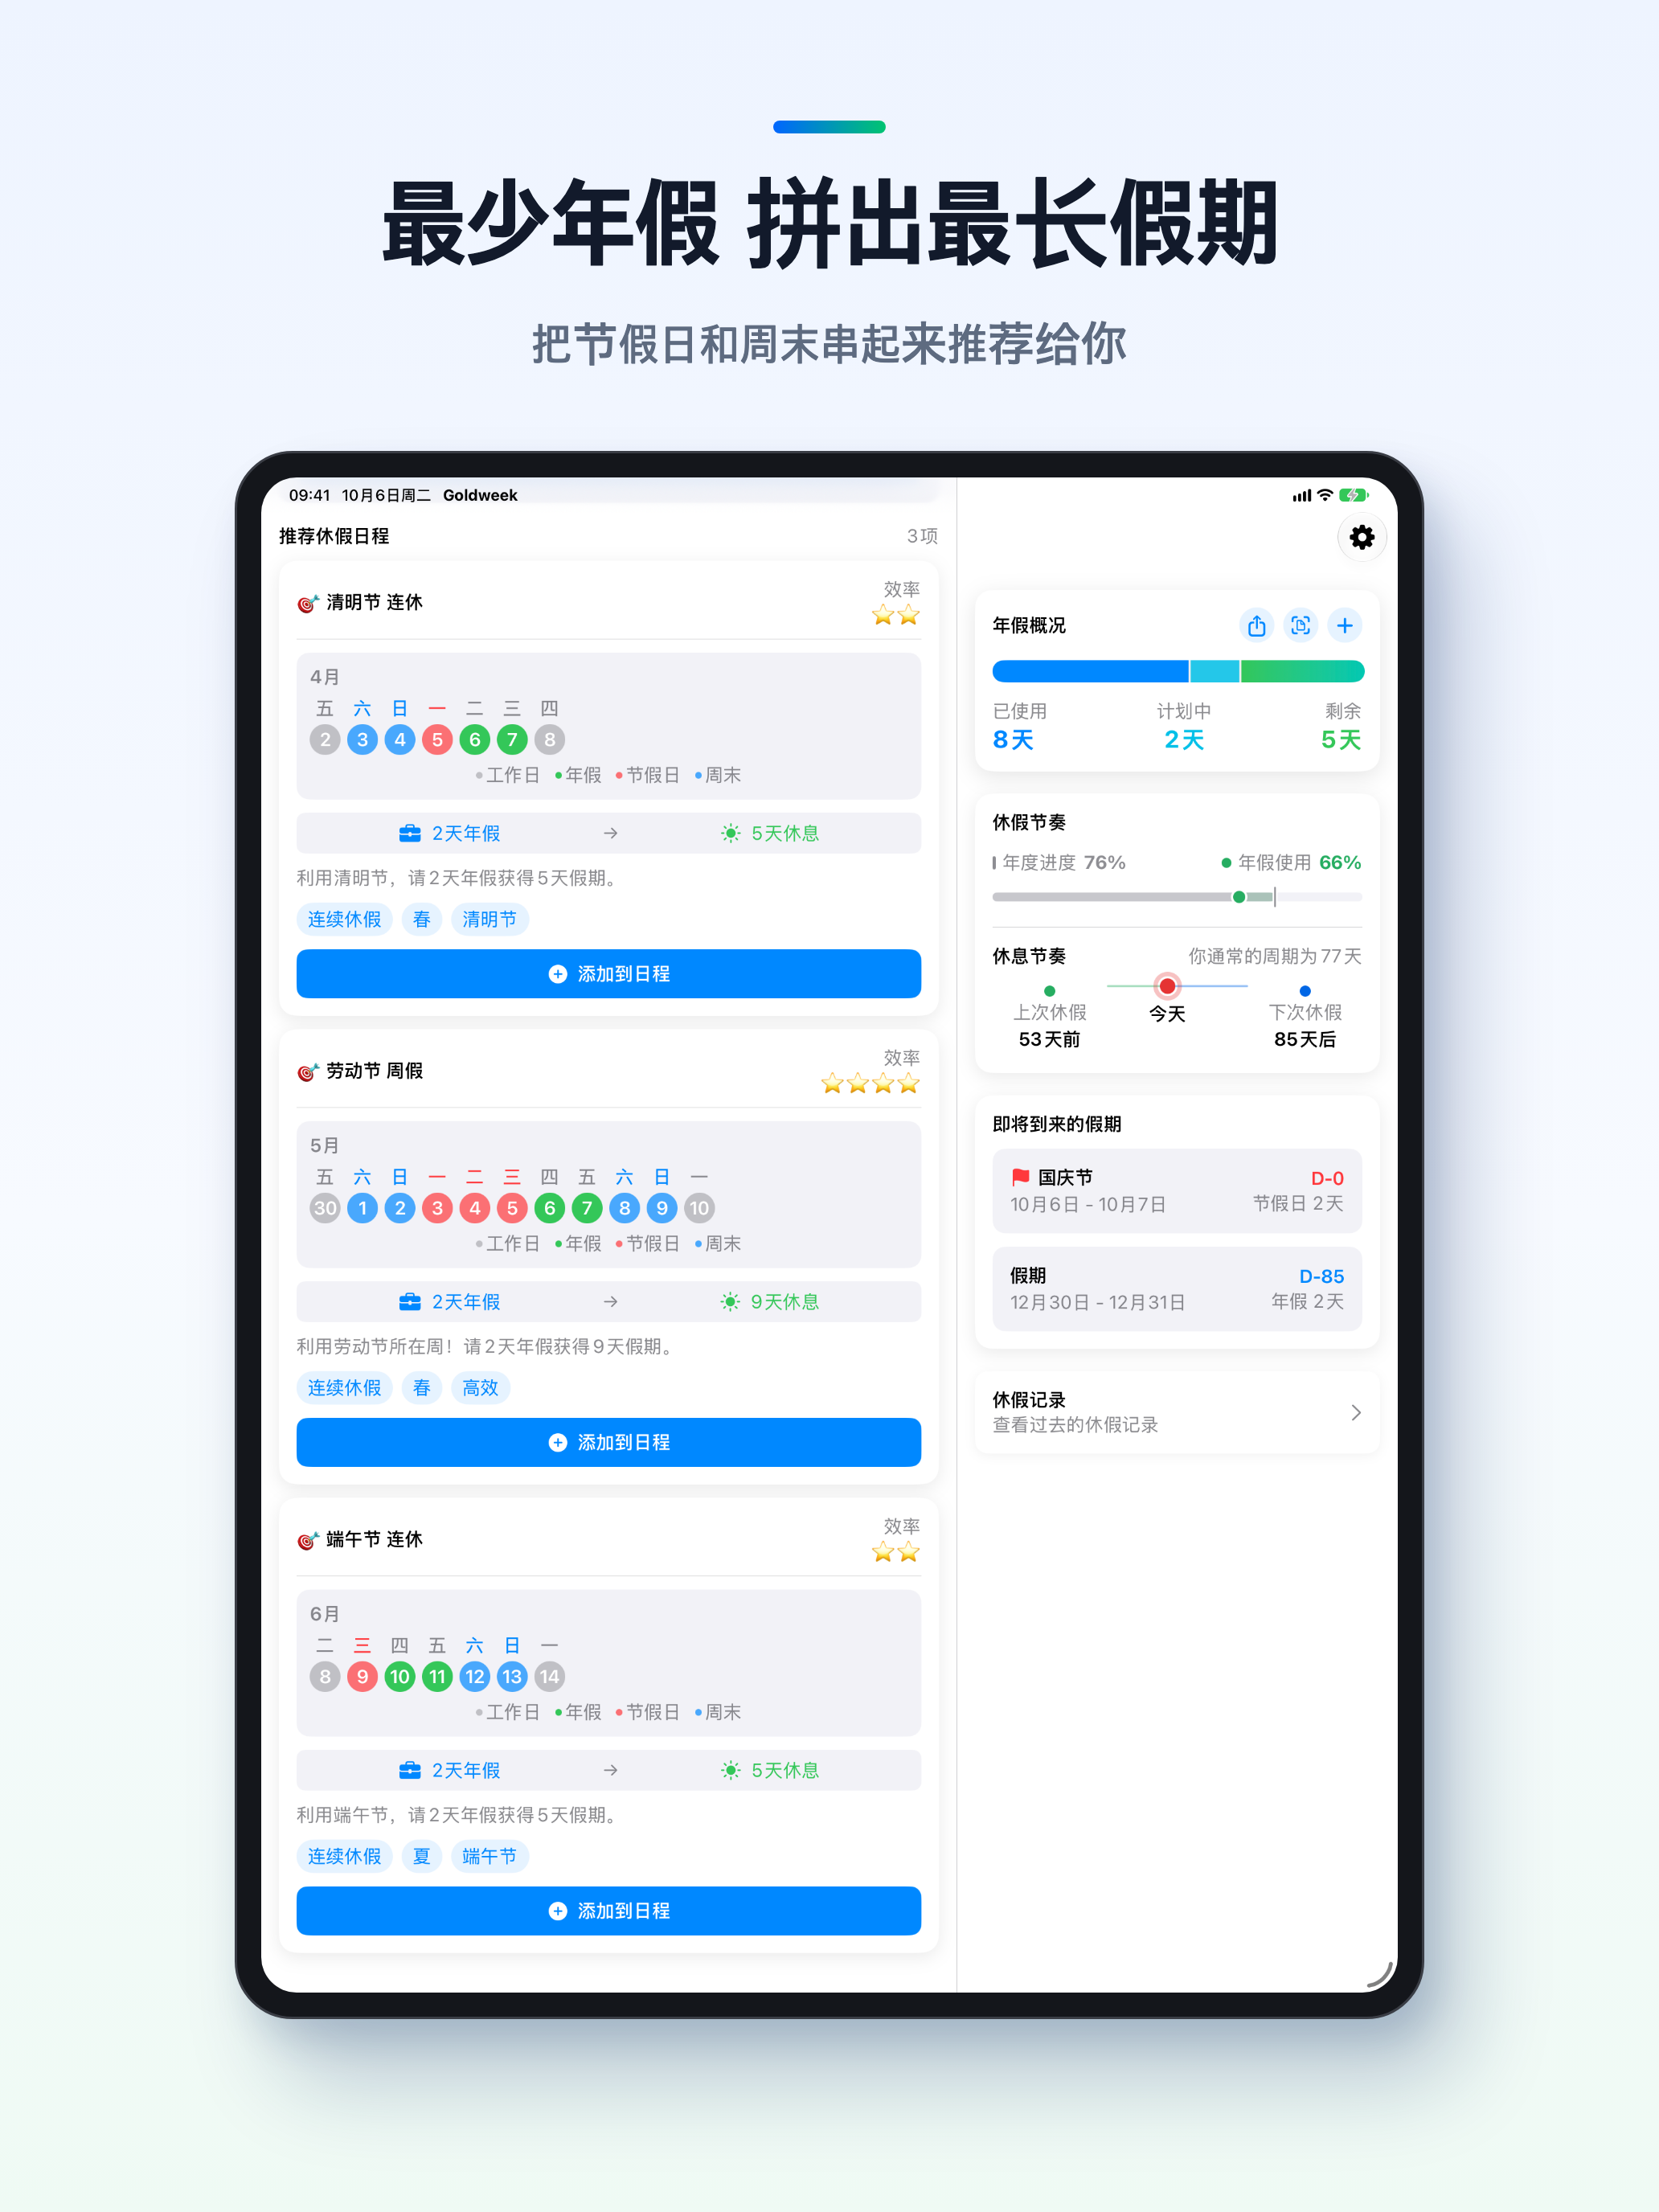 最少年假 拼出最长假期
把节假日和周末串起来推荐给你
09:41 10月6日周二 Goldweek
推荐休假日程 3项
清明节 连休 效率
4月
五 六 日 一 二 三 四
2 3 4 5 6 7 8
工作日 年假 节假日 周末
2天年假 → 5天休息
利用清明节，请2天年假获得5天假期。
连续休假 春 清明节
添加到日程
劳动节 周假 效率
5月
五 六 日 一 二 三 四 五 六 日 一
30 1 2 3 4 5 6 7 8 9 10
工作日 年假 节假日 周末
2天年假 → 9天休息
利用劳动节所在周！请2天年假获得9天假期。
连续休假 春 高效
添加到日程
端午节 连休 效率
6月
二 三 四 五 六 日 一
8 9 10 11 12 13 14
工作日 年假 节假日 周末
2天年假 → 5天休息
利用端午节，请2天年假获得5天假期。
连续休假 夏 端午节
添加到日程
年假概况
已使用 计划中 剩余
8天 2天 5天
休假节奏
年度进度 76% 年假使用 66%
休息节奏 你通常的周期为77天
上次休假 今天 下次休假
53天前 85天后
即将到来的假期
国庆节 D-0
10月6日 - 10月7日 节假日 2天
假期 D-85
12月30日 - 12月31日 年假 2天
休假记录
查看过去的休假记录